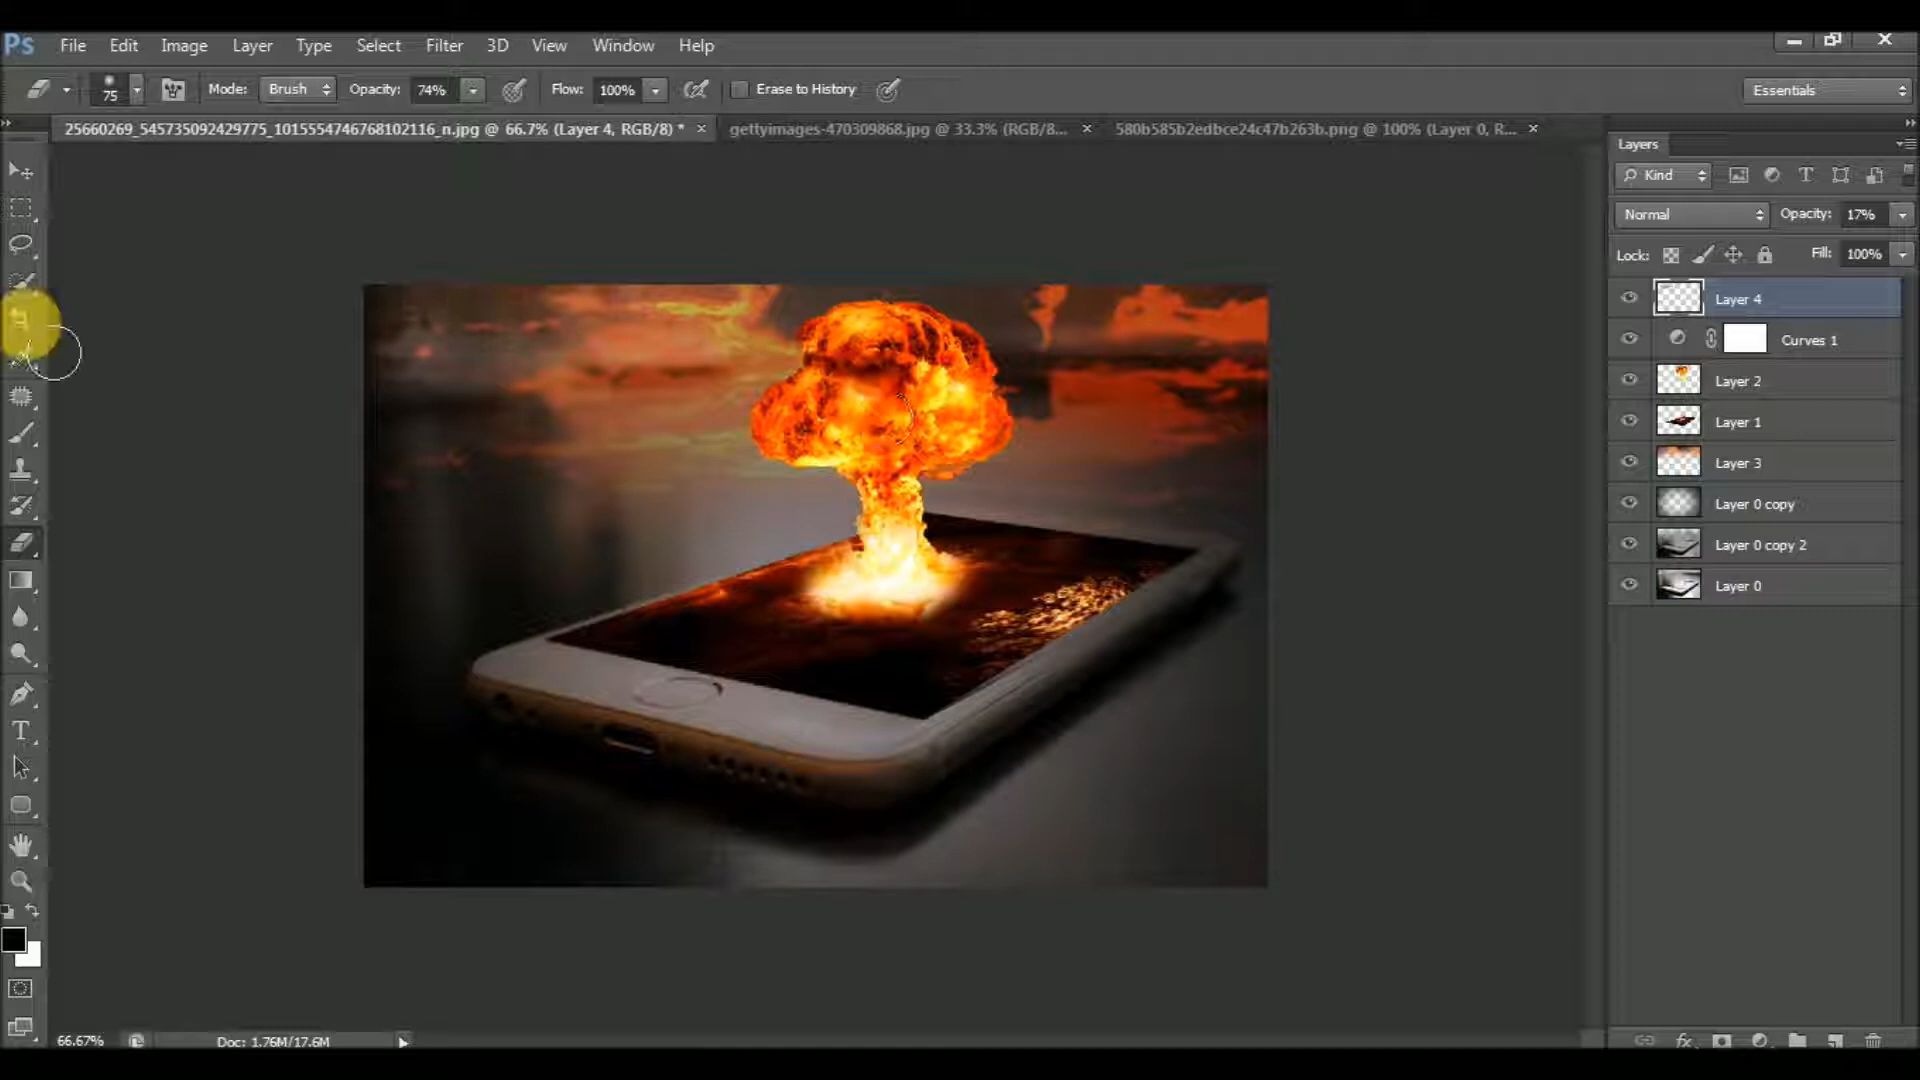 Ps File Edit Image Layer Type Select Filter 3D View Window Help
75 Mode: Brush Opacity: 74% Flow: 100% Erase to History Essentials
25660269_545735092429775_1015554746768102116_n.jpg @ 66.7% (Layer 4, RGB/8) * × gettyimages-470309868.jpg @ 33.3% (RGB/8... × 580b585b2edbce24c47b263b.png @ 100% (Layer 0, R... ×
Layers
Kind
Normal Opacity: 17%
Lock: Fill: 100%
Layer 4
Curves 1
Layer 2
Layer 1
Layer 3
Layer 0 copy
Layer 0 copy 2
Layer 0
66.67% Doc: 1.76M/17.6M